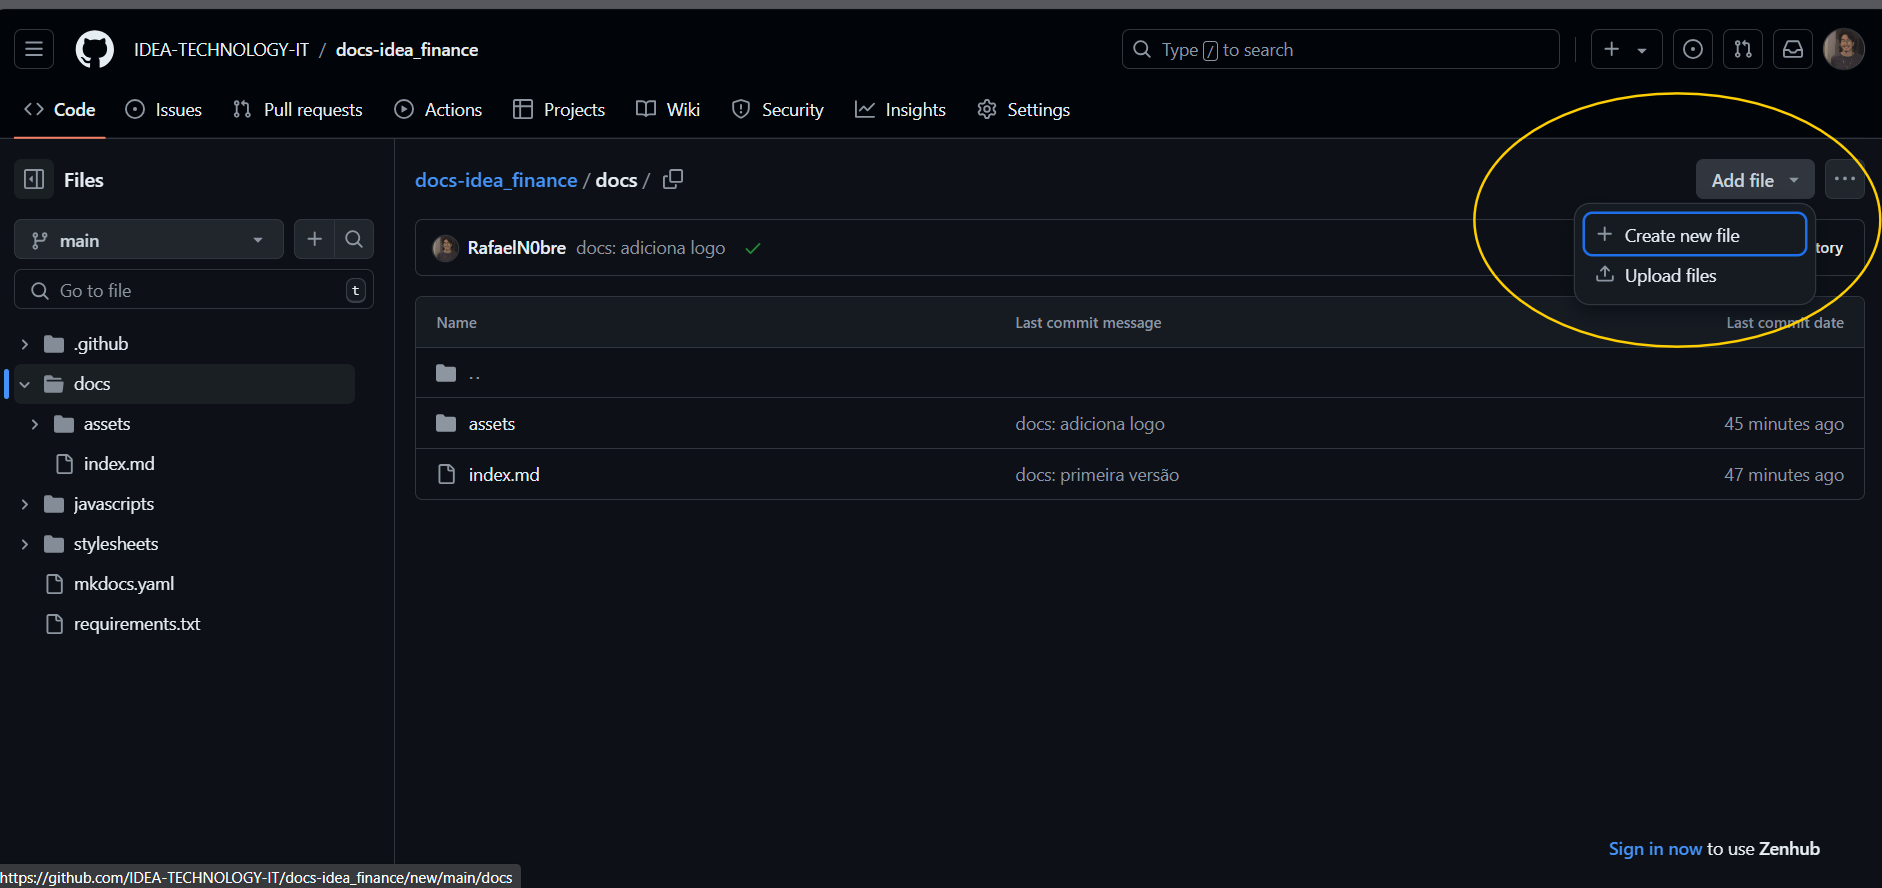 IDEA-TECHNOLOGY-IT / docs-idea_finance
Type / to search
Code Issues Pull requests Actions Projects Wiki Security Insights Settings
Files
main
Go to file
t
.github
docs
assets
index.md
javascripts
stylesheets
mkdocs.yaml
requirements.txt
docs-idea_finance / docs /
Add file
Create new file
Upload files
RafaelN0bre docs: adiciona logo
tory
Name Last commit message Last commit date
..
assets docs: adiciona logo 45 minutes ago
index.md docs: primeira versão 47 minutes ago
Sign in now to use Zenhub
https://github.com/IDEA-TECHNOLOGY-IT/docs-idea_finance/new/main/docs